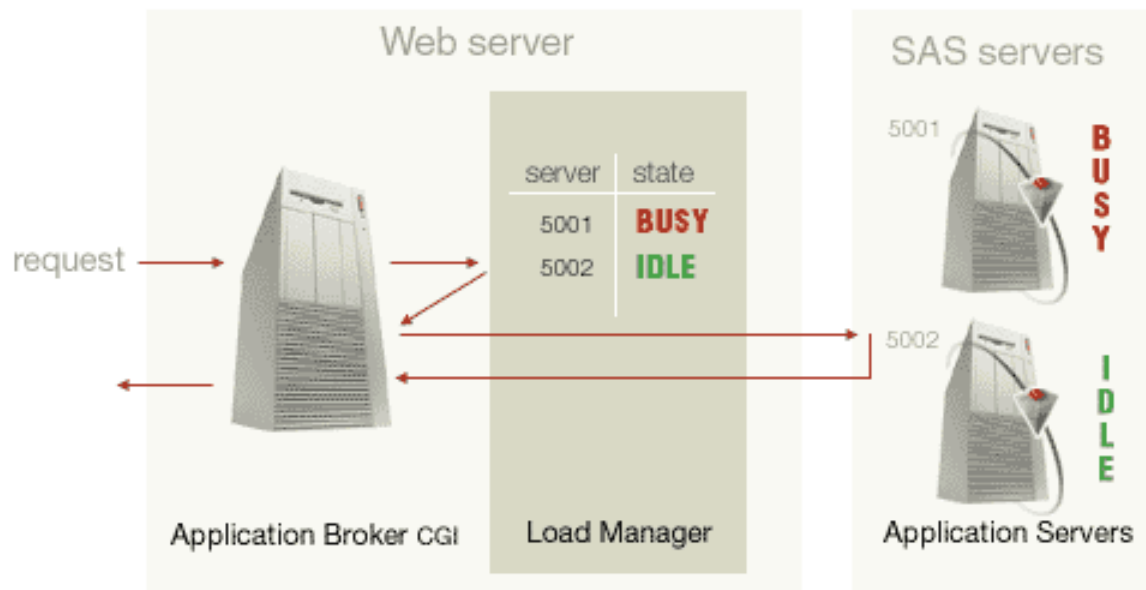 Web server
SAS servers
server state
5001 BUSY
5002 IDLE
request
5001
BUSY
5002
IDLE
Application Broker CGI
Load Manager
Application Servers